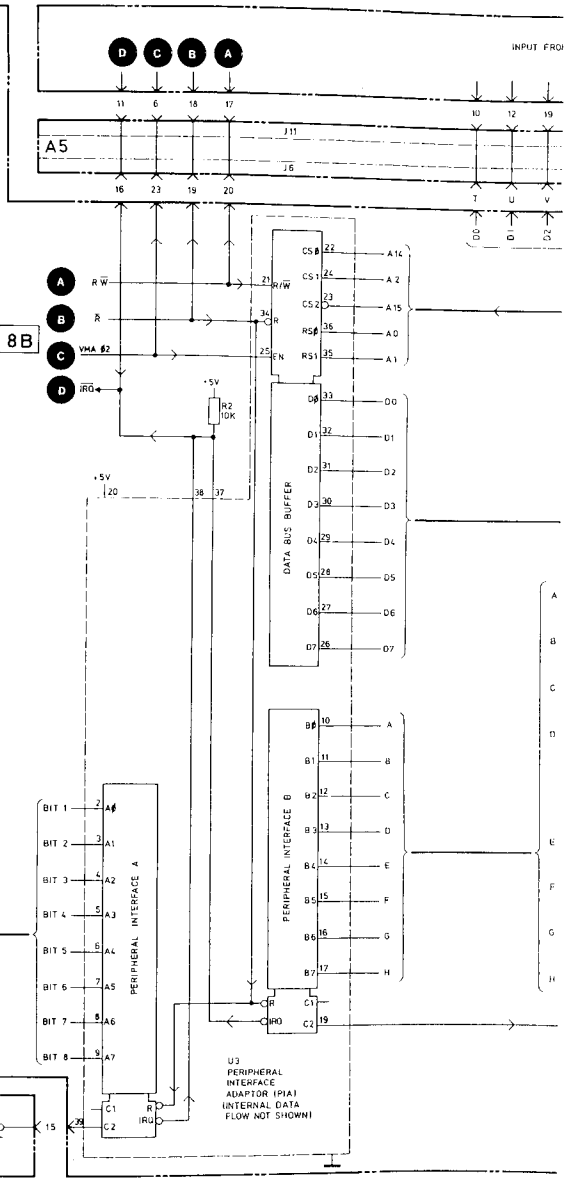 D C B A
INPUT FRO
11 6 18 17 10 12 19
A5
J11
J6
16 23 19 20 T U V
D0 D1 D2
CSØ 22 A14
CS1 24 A2
A R W̅ 21 R/W̅
CS2 23 A15
B R̅ 34 R
RSØ 36 A0
8B
C VMA Ø2 25 EN
RS1 35 A1
D I̅R̅Q̅
+5V
R2
10K
DØ 33 D0
D1 32 D1
D2 31 D2
+5V
20 38 37
D3 30 D3
D4 29 D4
D5 28 D5
D6 27 D6
D7 26 D7
DATA BUS BUFFER
A
B
C
D
E
F
G
H
BØ 10 A
B1 11 B
B2 12 C
B3 13 D
B4 14 E
B5 15 F
B6 16 G
B7 17 H
PERIPHERAL INTERFACE B
R C1
IRQ C2 19
BIT 1 2 AØ
BIT 2 3 A1
BIT 3 4 A2
BIT 4 5 A3
BIT 5 6 A4
BIT 6 7 A5
BIT 7 8 A6
BIT 8 9 A7
PERIPHERAL INTERFACE A
C1 R
15 39 C2 IRQ
U3
PERIPHERAL
INTERFACE
ADAPTOR (PIA)
(INTERNAL DATA
FLOW NOT SHOWN)